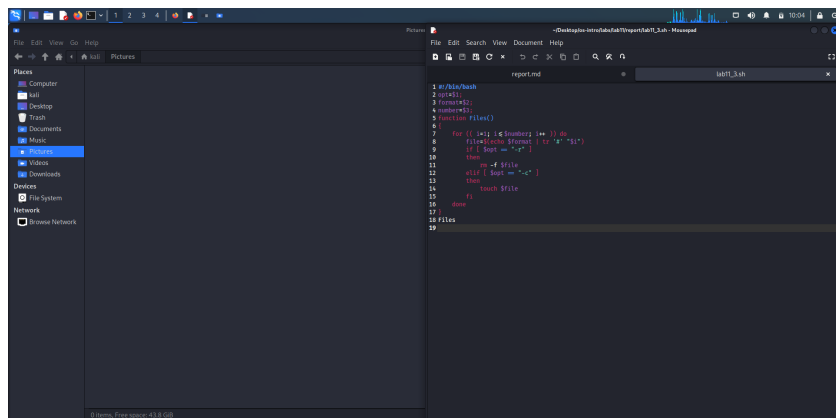 1 2 3 4
10:04
Pictures
File Edit View Go Help
kali Pictures
Places
Computer
kali
Desktop
Trash
Documents
Music
Pictures
Videos
Downloads
Devices
File System
Network
Browse Network
0 items, Free space: 43.8 GiB
~/Desktop/os-intro/labs/lab11/report/lab11_3.sh - Mousepad
File Edit Search View Document Help
report.md lab11_3.sh
1 #!/bin/bash
2 opt=$1;
3 format=$2;
4 number=$3;
5 function Files()
6 {
7 for (( i=1; i≤$number; i++ )) do
8 file=$(echo $format | tr '#' "$i")
9 if [ $opt == "-r" ]
10 then
11 rm -f $file
12 elif [ $opt == "-c" ]
13 then
14 touch $file
15 fi
16 done
17 }
18 Files
19